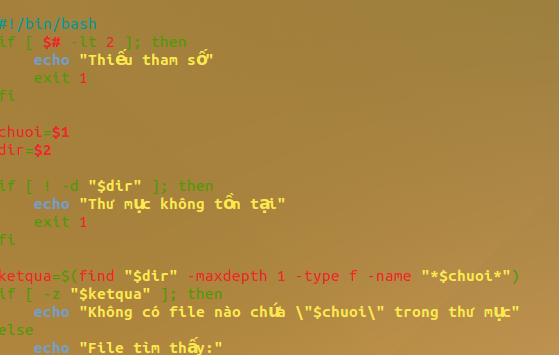 #!/bin/bash
if [ $# -lt 2 ]; then
    echo "Thiếu tham số"
    exit 1
fi

chuoi=$1
dir=$2

if [ ! -d "$dir" ]; then
    echo "Thư mục không tồn tại"
    exit 1
fi

ketqua=$(find "$dir" -maxdepth 1 -type f -name "*$chuoi*")
if [ -z "$ketqua" ]; then
    echo "Không có file nào chứa \"$chuoi\" trong thư mục"
else
    echo "File tìm thấy:"